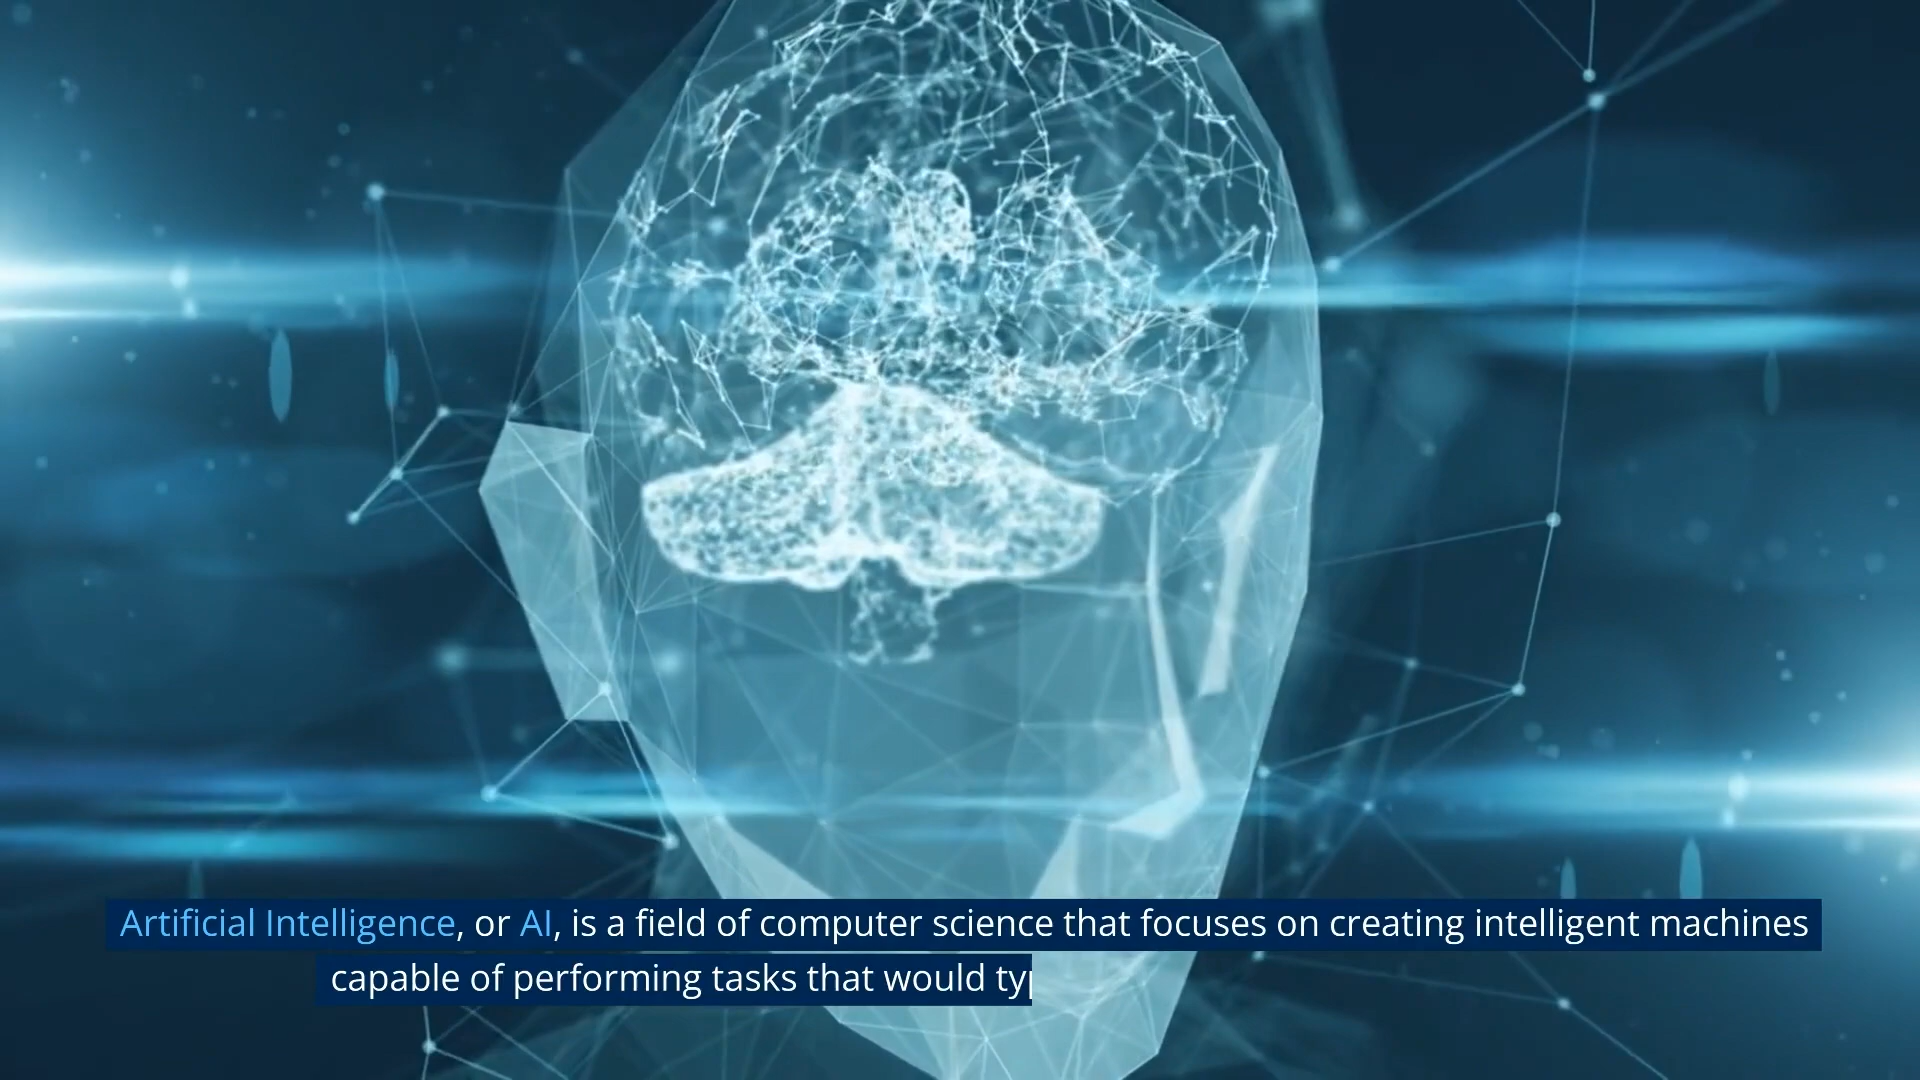 Artificial Intelligence, or AI, is a field of computer science that focuses on creating intelligent machines
capable of performing tasks that would